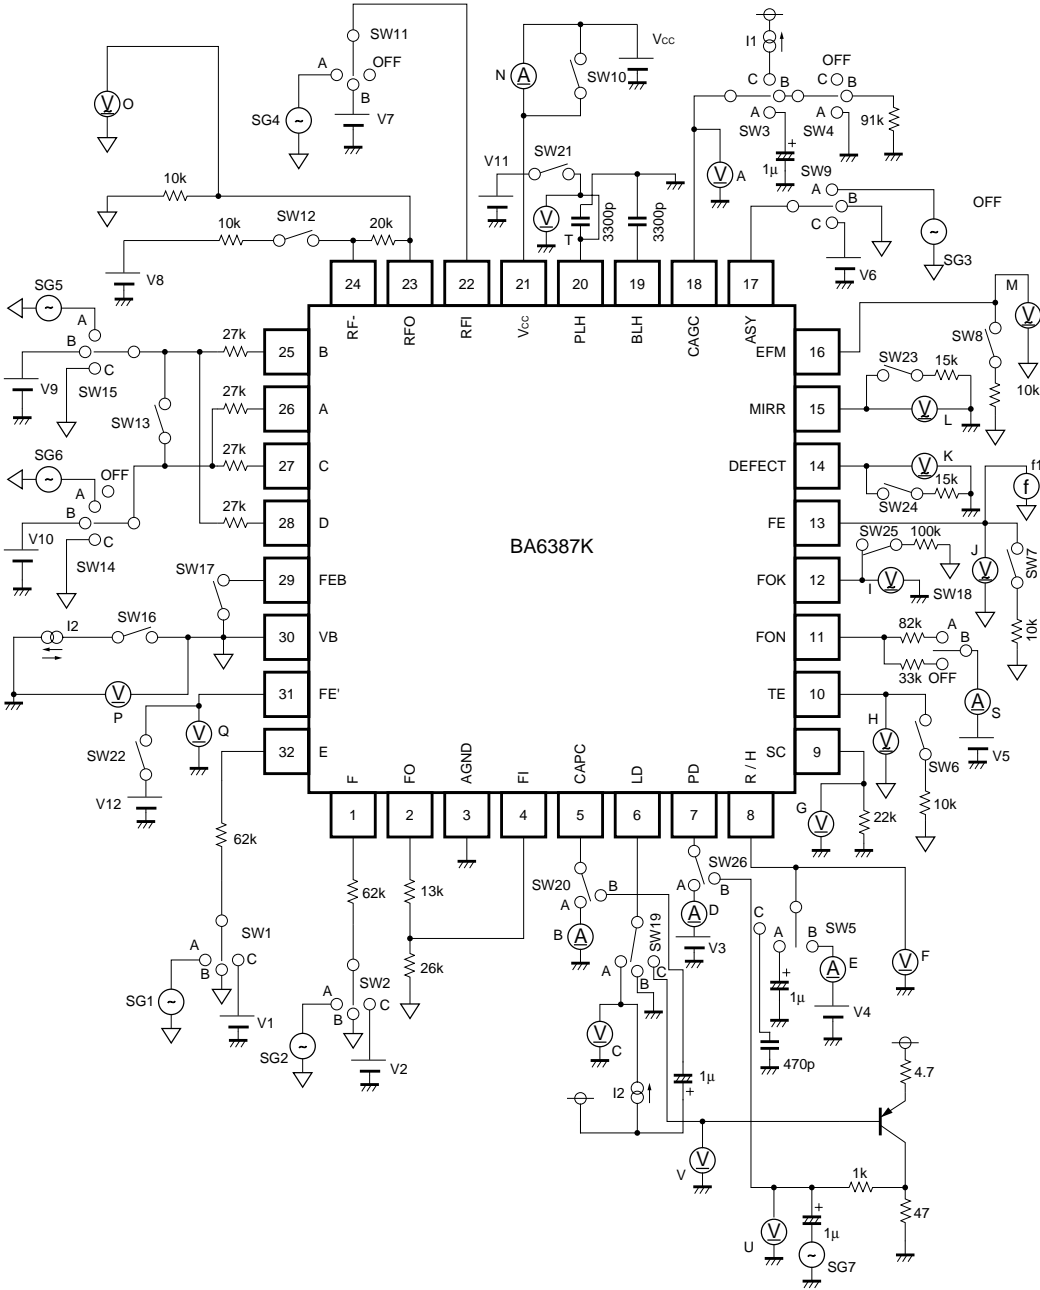 SW11
A
OFF
B
SG4
V7
O
N
A
SW10
Vcc
I1
OFF
C
B
C
B
A
SW3
A
SW4
91k
+
1μ
V
A
SW9
A
B
C
V6
SG3
OFF
V11
SW21
V
T
3300p
3300p
10k
10k
SW12
20k
V8
24
23
22
21
20
19
18
17
RF-
RFO
RFI
Vcc
PLH
BLH
CAGC
ASY
SG5
A
B
C
V9
SW15
27k
25
B
SW13
27k
26
A
SG6
OFF
A
B
C
V10
SW14
27k
27
C
27k
28
D
SW17
29
FEB
I2
SW16
30
VB
V
P
31
FE'
V
Q
SW22
V12
32
E
BA6387K
EFM
16
SW8
M
V
10k
SW23
15k
MIRR
15
V
L
DEFECT
14
V
K
SW24
15k
f1
f
FE
13
SW25
100k
J
V
SW7
10k
FOK
12
I
V
SW18
FON
11
82k
A
B
33k
OFF
A
S
V5
TE
10
H
V
SW6
10k
SC
9
G
V
22k
F
FO
AGND
FI
CAPC
LD
PD
R / H
1
2
3
4
5
6
7
8
62k
62k
13k
26k
SW1
A
B
C
SG1
V1
SW2
A
B
C
SG2
V2
SW20
A
B
B
A
SW19
A
B
C
V
C
I2
1μ
+
SW26
A
B
A
D
V3
C
A
B
SW5
A
E
V4
+
1μ
470p
V
F
4.7
V
V
1k
47
U
V
+
1μ
SG7